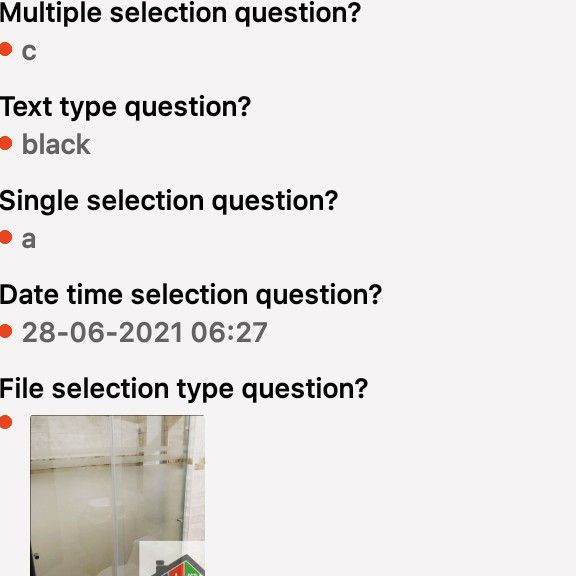 Multiple selection question?
c
Text type question?
black
Single selection question?
a
Date time selection question?
28-06-2021 06:27
File selection type question?